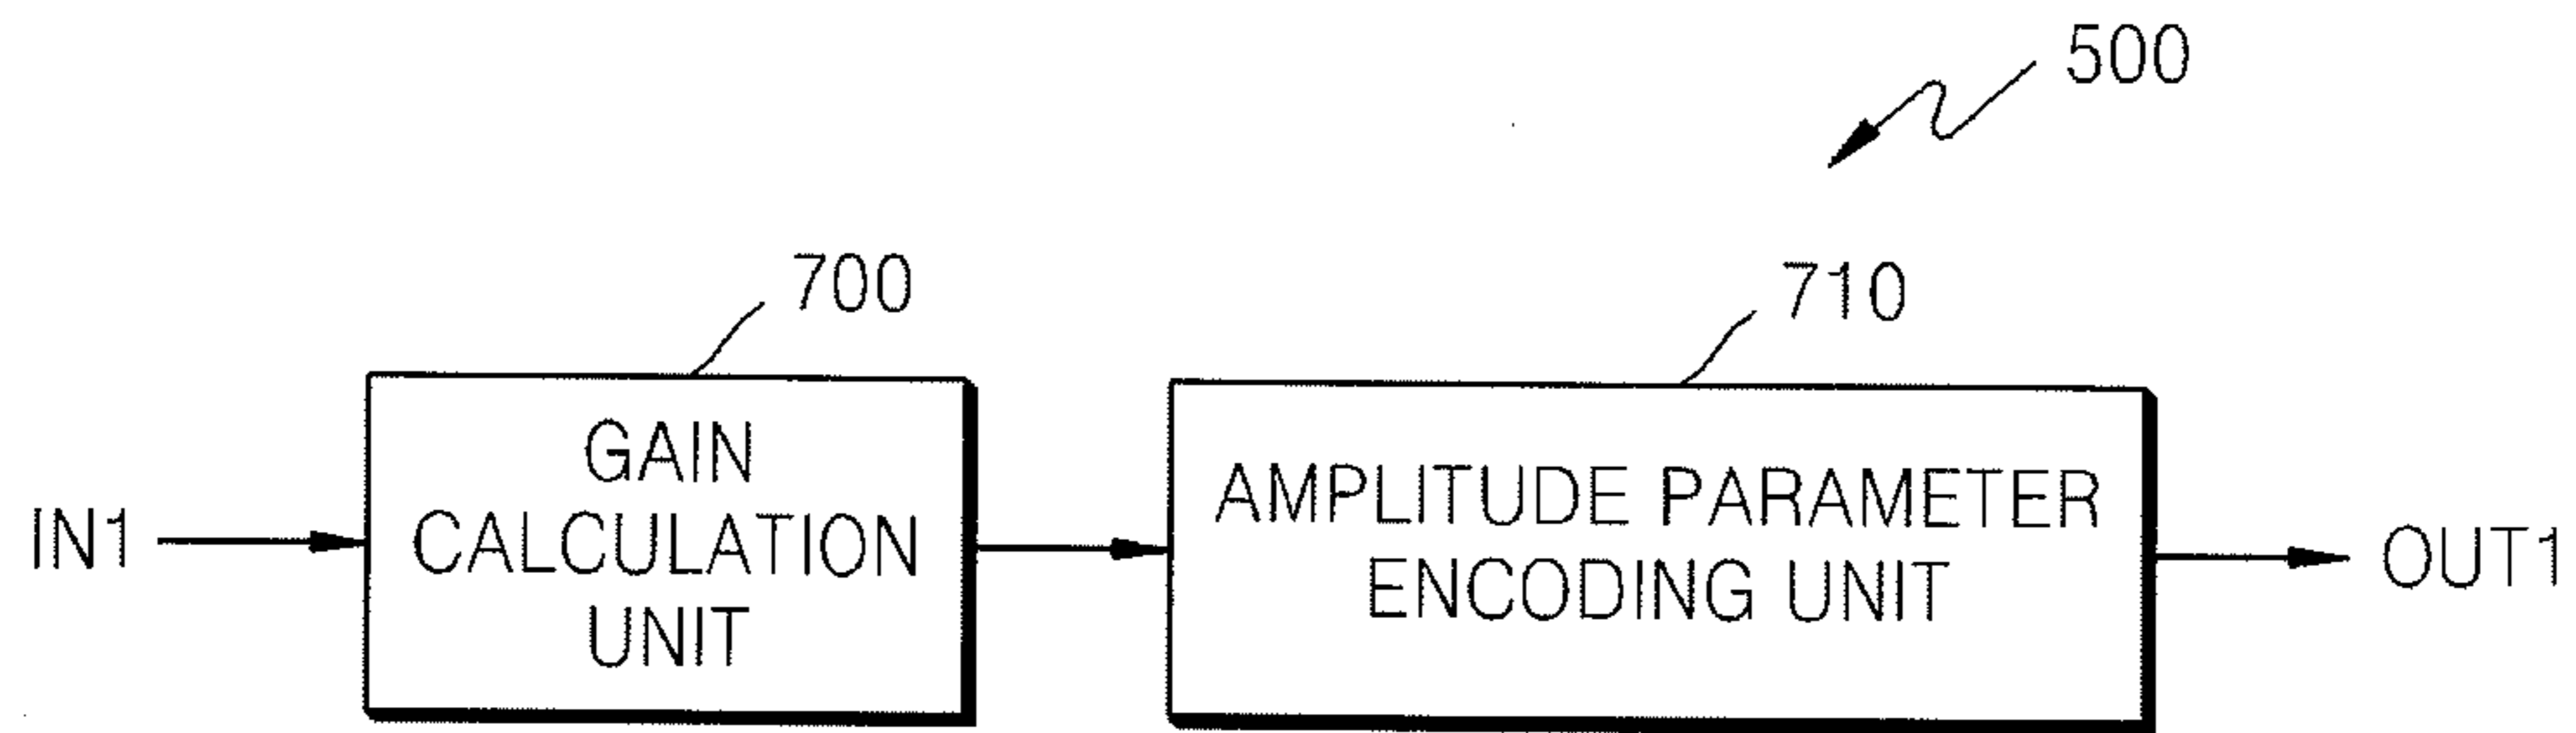 500
700
710
IN1
GAIN
CALCULATION
UNIT
AMPLITUDE PARAMETER
ENCODING UNIT
OUT1